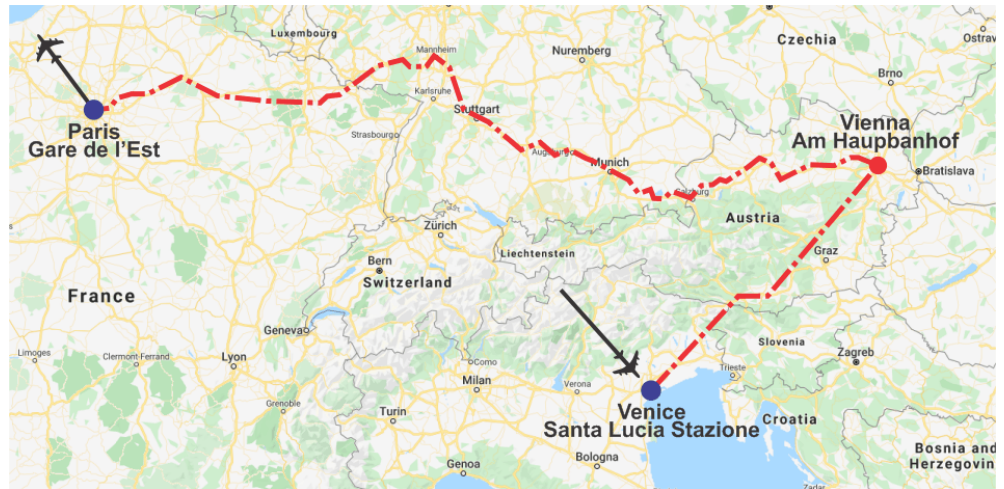 Luxembourg
Czechia
Ostrav
Mannheim
Nuremberg
Brno
Karlsruhe
Paris
Gare de l'Est
Stuttgart
Strasbourg
Vienna
Am Haupbanhof
Augsburg
Munich
Bratislava
Salzburg
Austria
Zürich
Liechtenstein
Graz
Bern
Switzerland
France
Geneva
Slovenia
Zagreb
Limoges
Clermont-Ferrand
Lyon
Como
Milan
Verona
Trieste
Grenoble
Turin
Venice
Santa Lucia Stazione
Croatia
Bologna
Genoa
Bosnia and
Herzegovin
Zadar